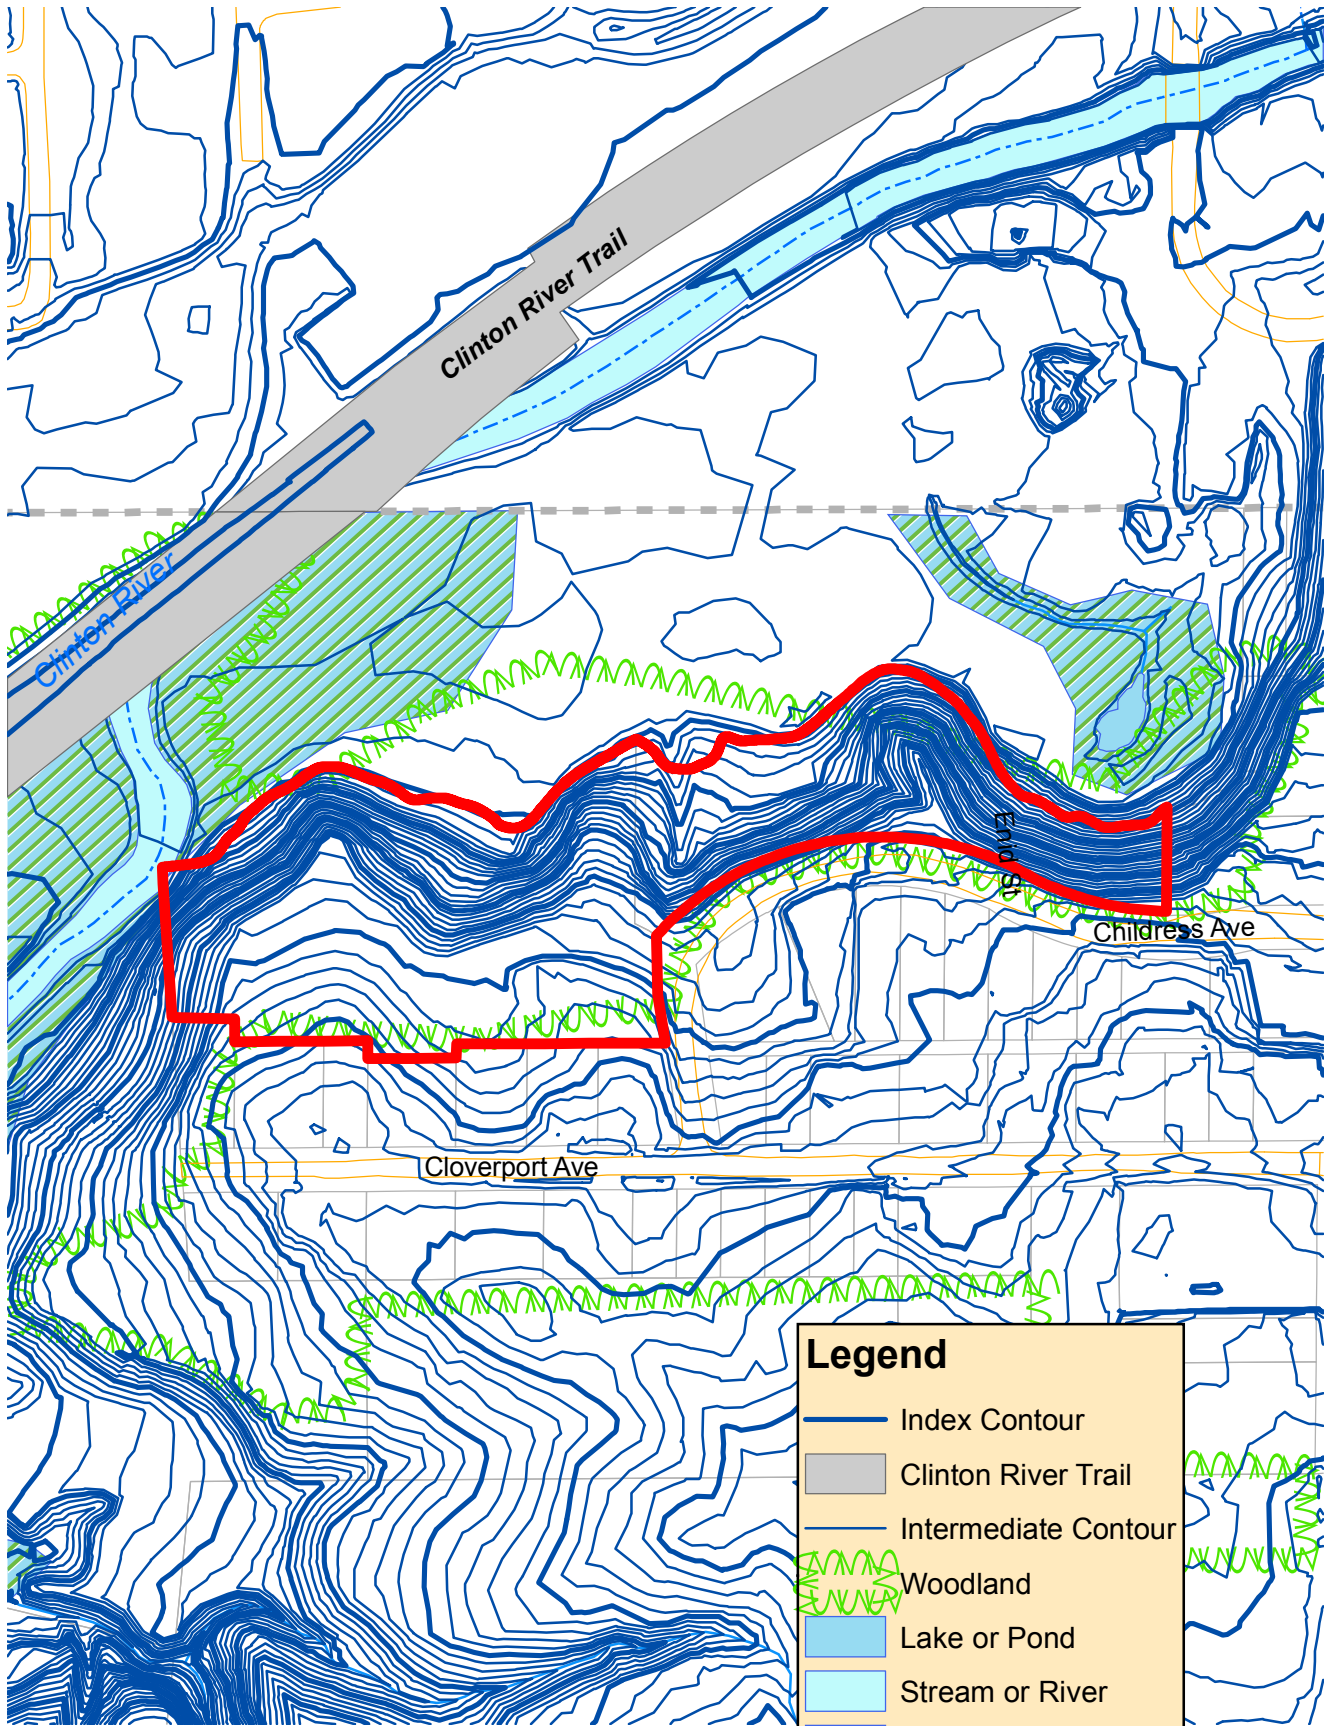 Clinton River Trail
Clinton River
Enid St
Childress Ave
Cloverport Ave
Legend
Index Contour
Clinton River Trail
Intermediate Contour
Woodland
Lake or Pond
Stream or River